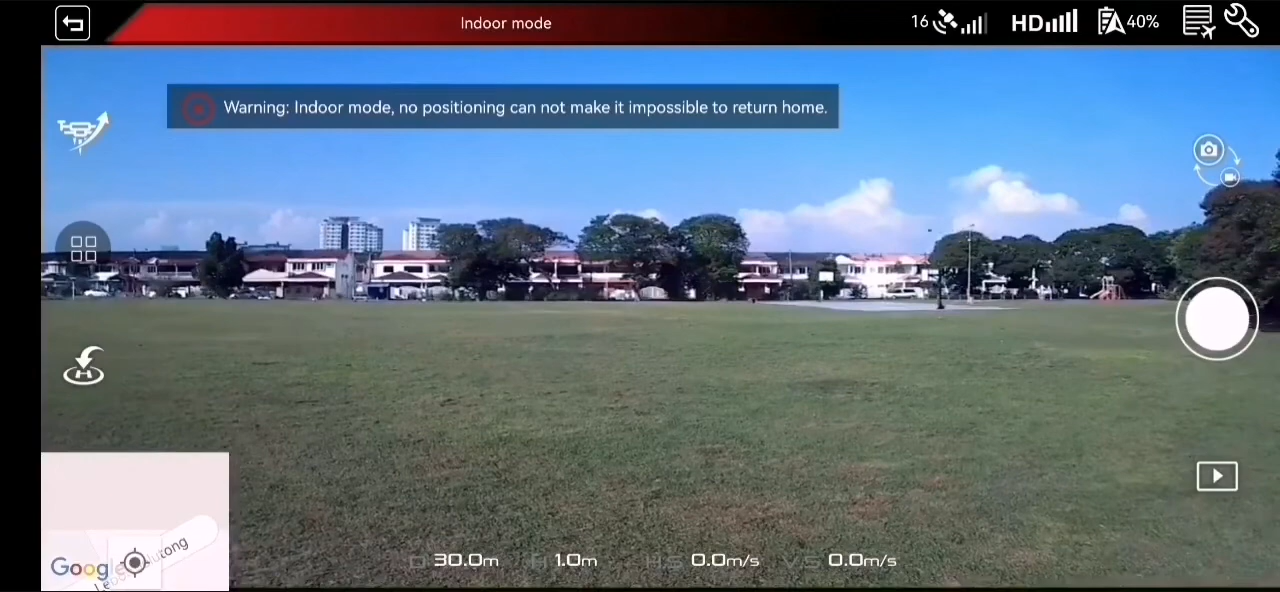 Indoor mode
16
HD
40%
Warning: Indoor mode, no positioning can not make it impossible to return home.
H
D 30.0m H 1.0m H.S 0.0m/s V.S 0.0m/s
Google